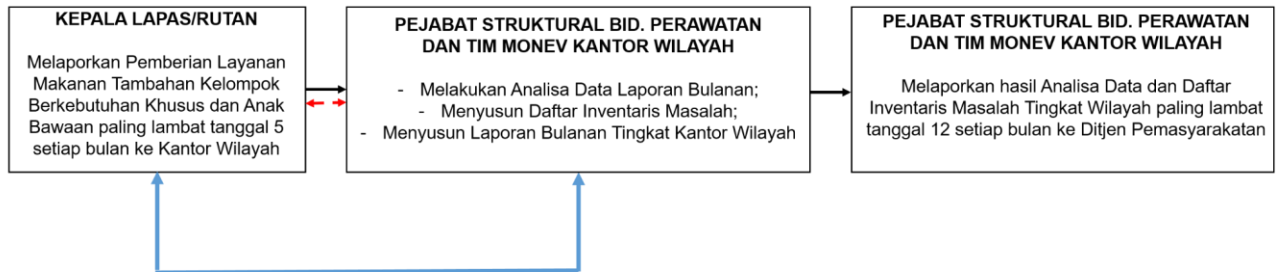 KEPALA LAPAS/RUTAN
Melaporkan Pemberian Layanan
Makanan Tambahan Kelompok
Berkebutuhan Khusus dan Anak
Bawaan paling lambat tanggal 5
setiap bulan ke Kantor Wilayah
PEJABAT STRUKTURAL BID. PERAWATAN
DAN TIM MONEV KANTOR WILAYAH
- Melakukan Analisa Data Laporan Bulanan;
- Menyusun Daftar Inventaris Masalah;
- Menyusun Laporan Bulanan Tingkat Kantor Wilayah
PEJABAT STRUKTURAL BID. PERAWATAN
DAN TIM MONEV KANTOR WILAYAH
Melaporkan hasil Analisa Data dan Daftar
Inventaris Masalah Tingkat Wilayah paling lambat
tanggal 12 setiap bulan ke Ditjen Pemasyarakatan